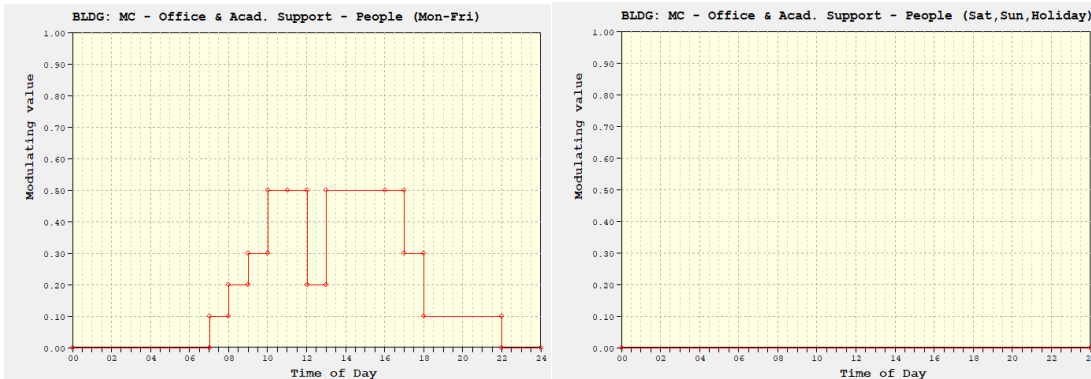 BLDG: MC - Office & Acad. Support - People (Mon-Fri)
1.00
0.90
0.80
0.70
0.60
0.50
0.40
0.30
0.20
0.10
0.00
Modulating value
00 02 04 06 08 10 12 14 16 18 20 22 24
Time of Day
BLDG: MC - Office & Acad. Support - People (Sat,Sun,Holiday)
1.00
0.90
0.80
0.70
0.60
0.50
0.40
0.30
0.20
0.10
0.00
Modulating value
00 02 04 06 08 10 12 14 16 18 20 22 2
Time of Day